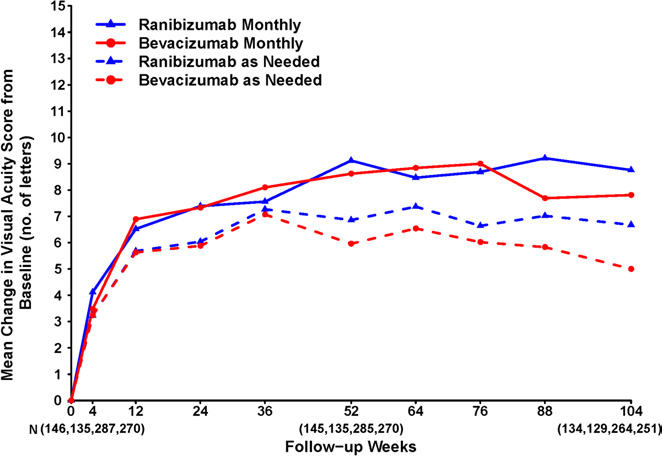 Mean Change in Visual Acuity Score from
Baseline (no. of letters)
15
14
13
12
11
10
9
8
7
6
5
4
3
2
1
0
Ranibizumab Monthly
Bevacizumab Monthly
Ranibizumab as Needed
Bevacizumab as Needed
0 4 12 24 36 52 64 76 88 104
N (146,135,287,270) (145,135,285,270) (134,129,264,251)
Follow-up Weeks